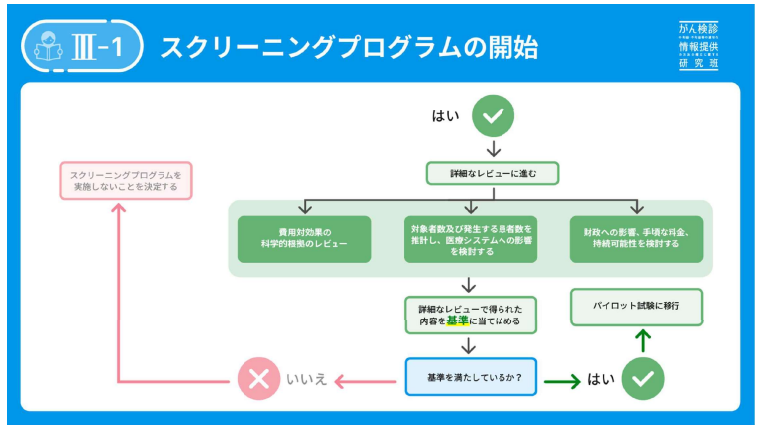 Ⅲ-1
スクリーニングプログラムの開始
がん検診
情報提供
研究班
はい
詳細なレビューに進む
スクリーニングプログラムを
実施しないことを決定する
費用対効果の
科学的根拠のレビュー
対象者数及び発生する患者数を
推計し、医療システムへの影響
を検討する
財政への影響、手頃な料金、
持続可能性を検討する
詳細なレビューで得られた
内容を基準に当てはめる
パイロット試験に移行
いいえ
基準を満たしているか？
はい